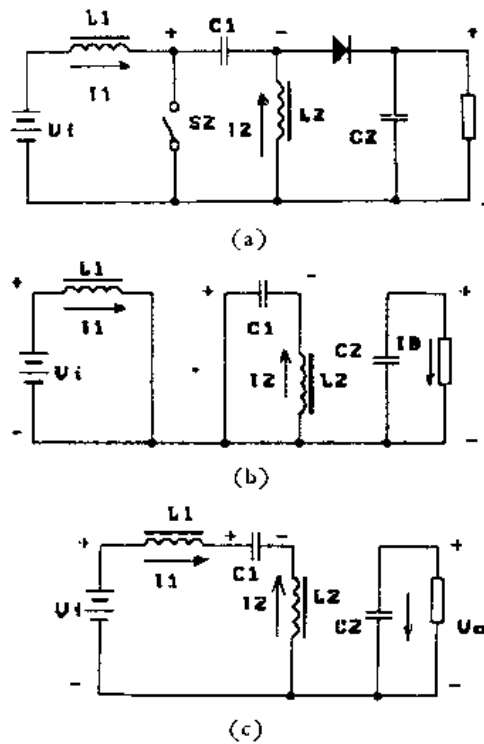 L1
+ C1 -
+
I1
S2
I2
L2
C2
Ui
-
(a)
L1
+
I1
Ui
-
+ C1 -
I2
L2
C2
I0
+
-
(b)
L1
+
I1
Ui
-
+ C1 -
I2
L2
C2
+
Uo
-
(c)